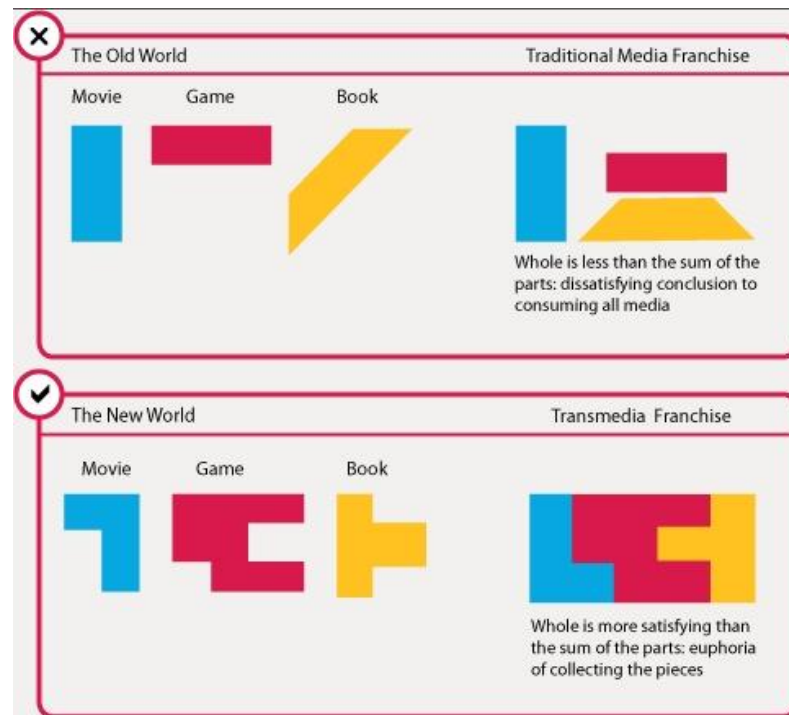 The Old World
Traditional Media Franchise
Movie
Game
Book
Whole is less than the sum of the
parts: dissatisfying conclusion to
consuming all media
The New World
Transmedia Franchise
Movie
Game
Book
Whole is more satisfying than
the sum of the parts: euphoria
of collecting the pieces